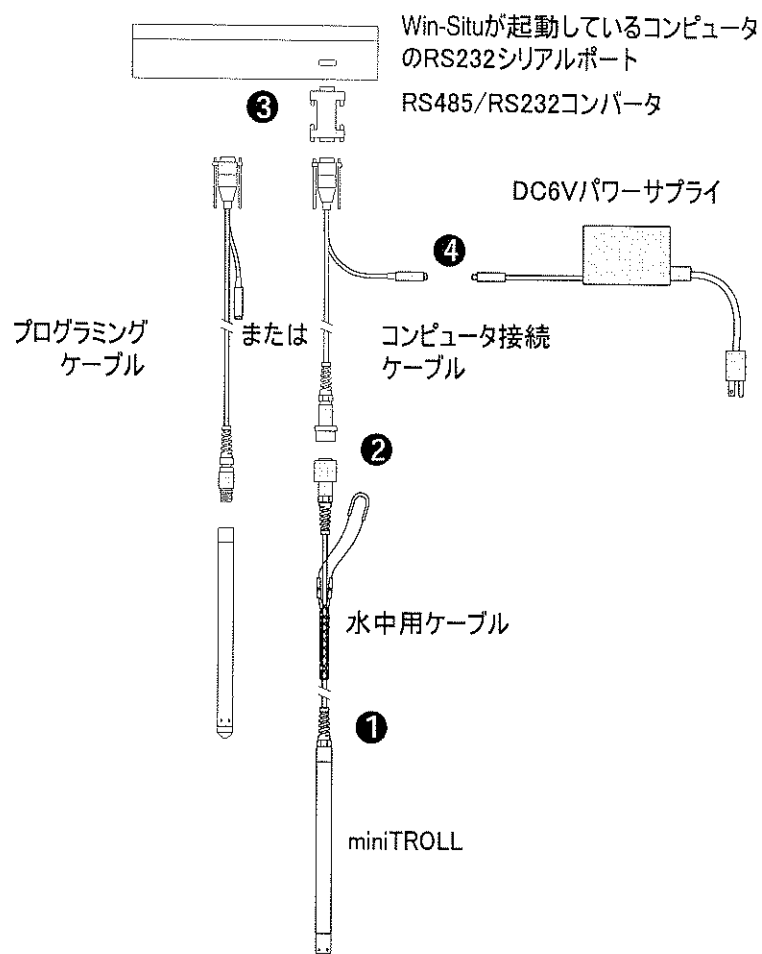 Win-Situが起動しているコンピュータ
のRS232シリアルポート
❸
RS485/RS232コンバータ
DC6Vパワーサプライ
❹
プログラミング
ケーブル
または
コンピュータ接続
ケーブル
❷
水中用ケーブル
❶
miniTROLL